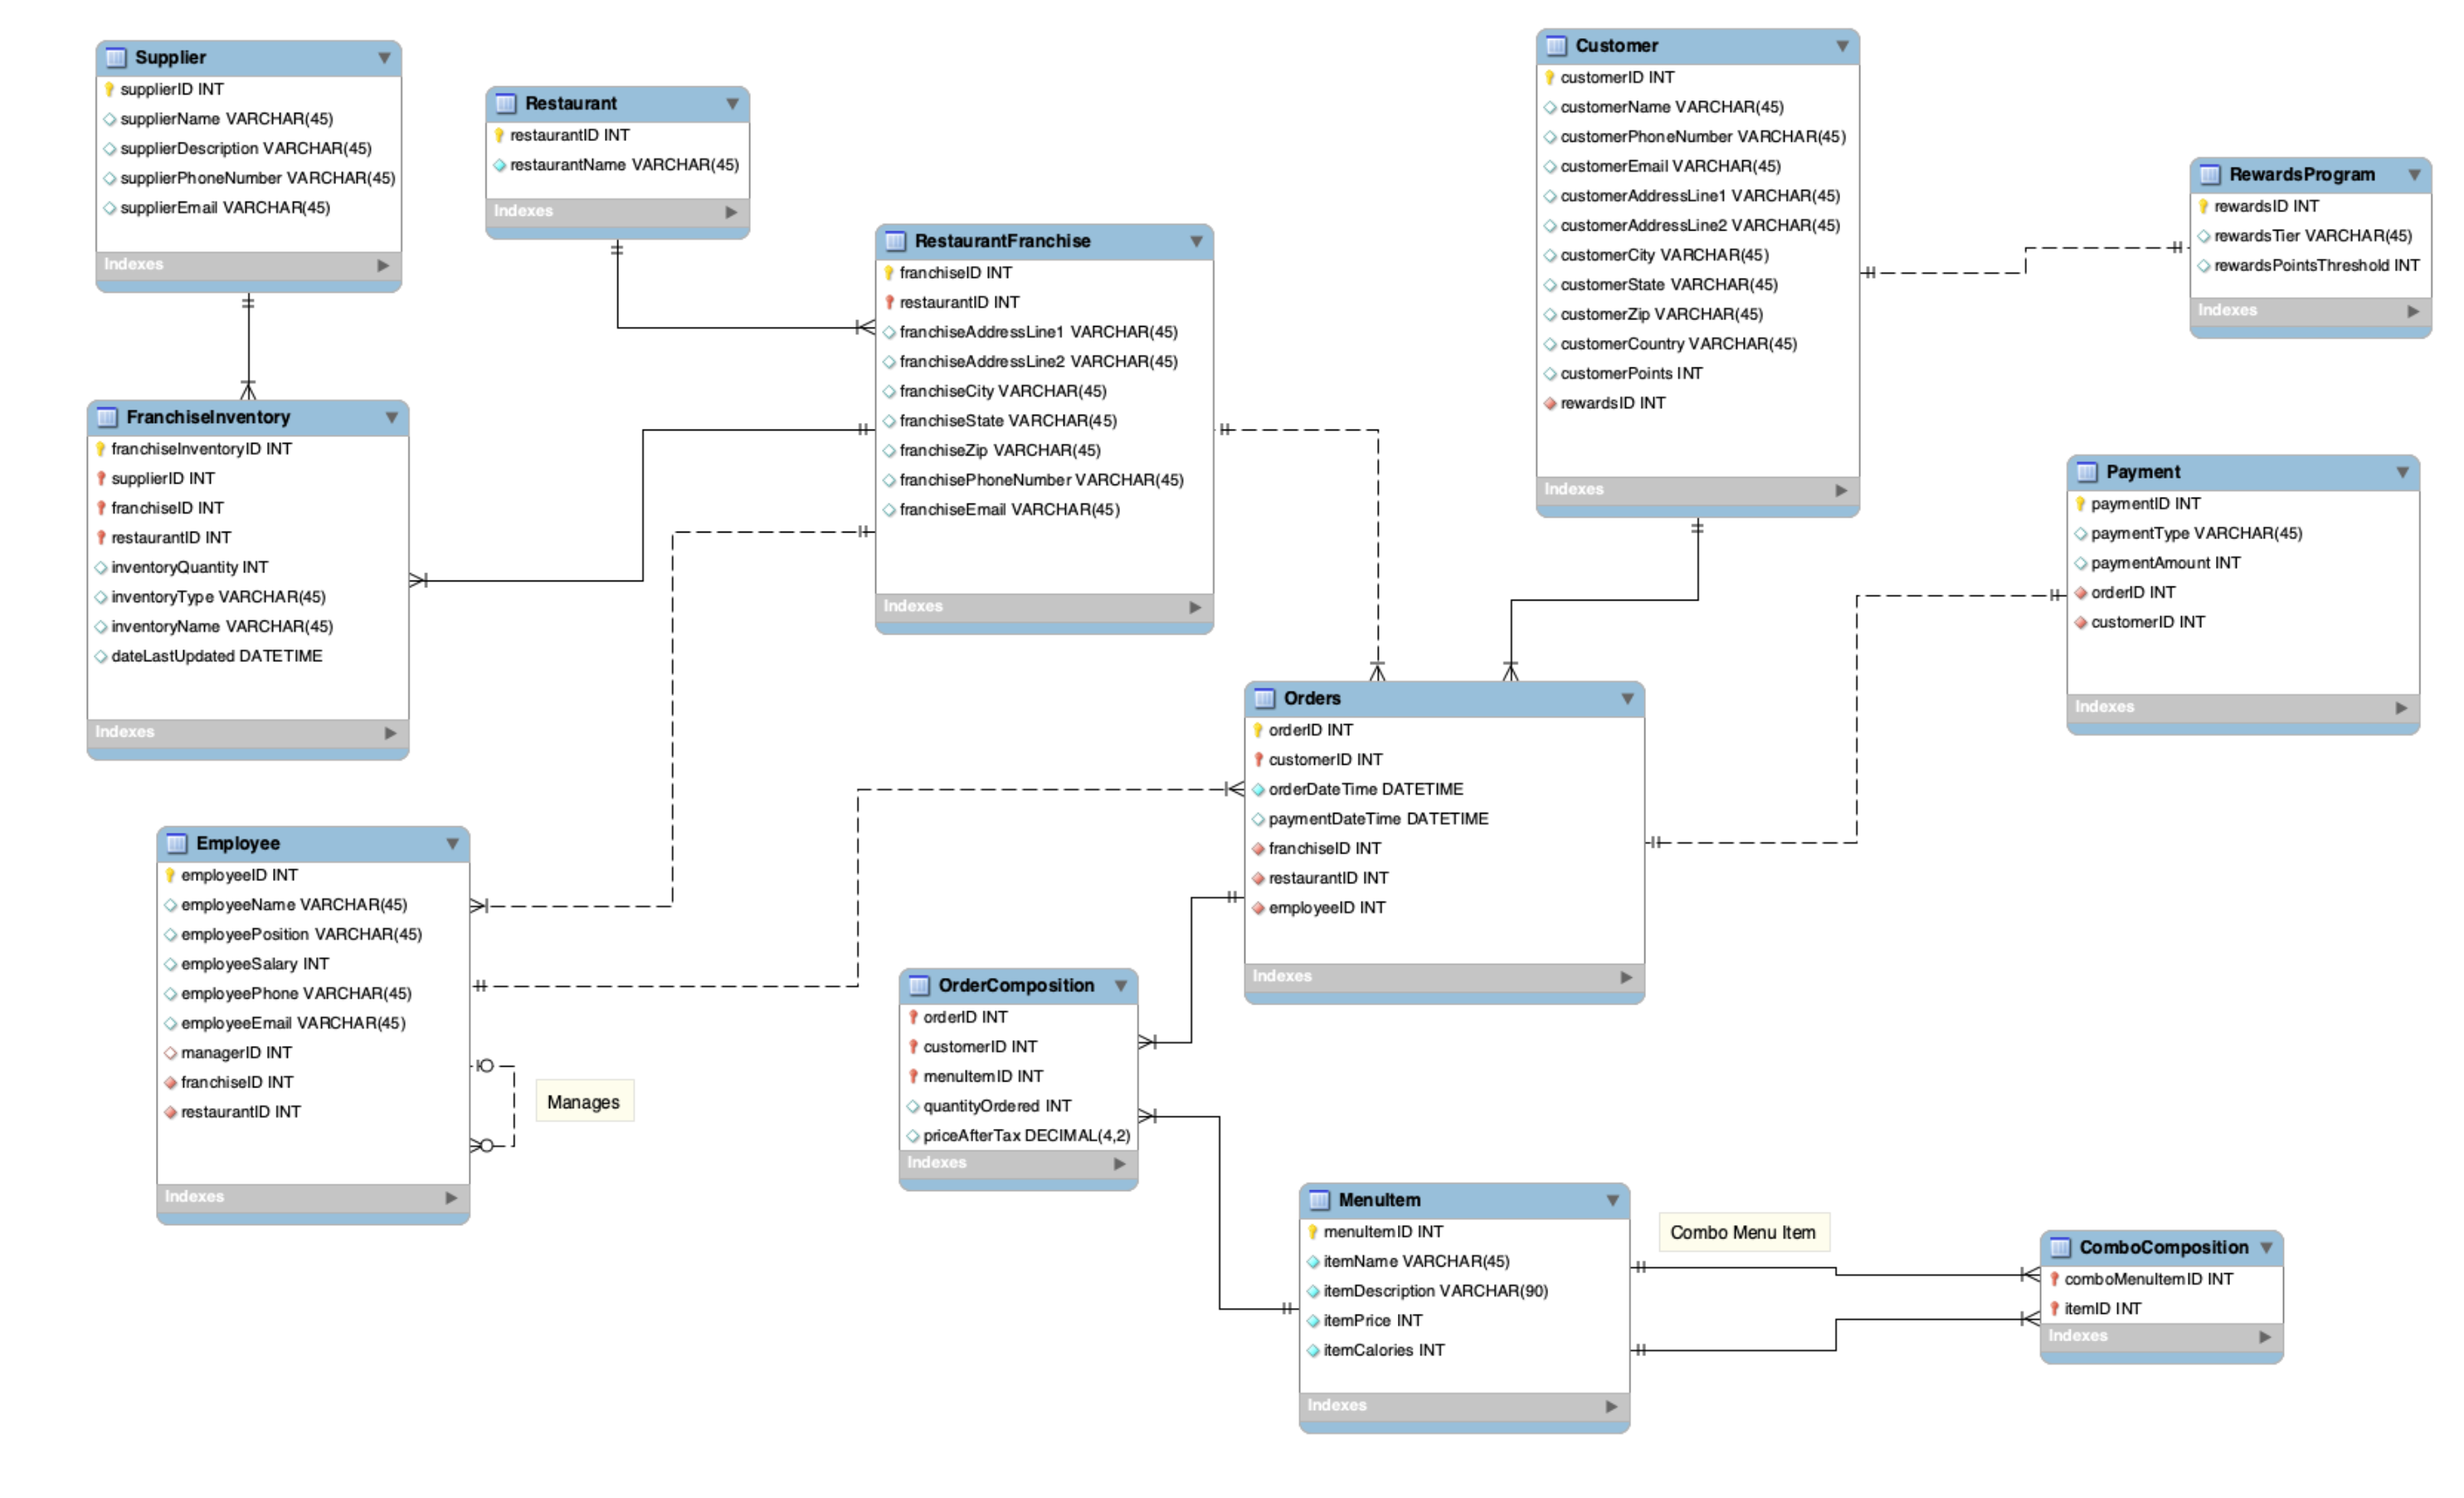 Supplier
supplierID INT
supplierName VARCHAR(45)
supplierDescription VARCHAR(45)
supplierPhoneNumber VARCHAR(45)
supplierEmail VARCHAR(45)
Indexes
Restaurant
restaurantID INT
restaurantName VARCHAR(45)
Indexes
RestaurantFranchise
franchiseID INT
restaurantID INT
franchiseAddressLine1 VARCHAR(45)
franchiseAddressLine2 VARCHAR(45)
franchiseCity VARCHAR(45)
franchiseState VARCHAR(45)
franchiseZip VARCHAR(45)
franchisePhoneNumber VARCHAR(45)
franchiseEmail VARCHAR(45)
Indexes
Customer
customerID INT
customerName VARCHAR(45)
customerPhoneNumber VARCHAR(45)
customerEmail VARCHAR(45)
customerAddressLine1 VARCHAR(45)
customerAddressLine2 VARCHAR(45)
customerCity VARCHAR(45)
customerState VARCHAR(45)
customerZip VARCHAR(45)
customerCountry VARCHAR(45)
customerPoints INT
rewardsID INT
Indexes
RewardsProgram
rewardsID INT
rewardsTier VARCHAR(45)
rewardsPointsThreshold INT
Indexes
FranchiseInventory
franchiseInventoryID INT
supplierID INT
franchiseID INT
restaurantID INT
inventoryQuantity INT
inventoryType VARCHAR(45)
inventoryName VARCHAR(45)
dateLastUpdated DATETIME
Indexes
Payment
paymentID INT
paymentType VARCHAR(45)
paymentAmount INT
orderID INT
customerID INT
Indexes
Orders
orderID INT
customerID INT
orderDateTime DATETIME
paymentDateTime DATETIME
franchiseID INT
restaurantID INT
employeeID INT
Indexes
Employee
employeeID INT
employeeName VARCHAR(45)
employeePosition VARCHAR(45)
employeeSalary INT
employeePhone VARCHAR(45)
employeeEmail VARCHAR(45)
managerID INT
franchiseID INT
restaurantID INT
Indexes
Manages
OrderComposition
orderID INT
customerID INT
menuItemID INT
quantityOrdered INT
priceAfterTax DECIMAL(4,2)
Indexes
MenuItem
menuItemID INT
itemName VARCHAR(45)
itemDescription VARCHAR(90)
itemPrice INT
itemCalories INT
Indexes
Combo Menu Item
ComboComposition
comboMenuItemID INT
itemID INT
Indexes